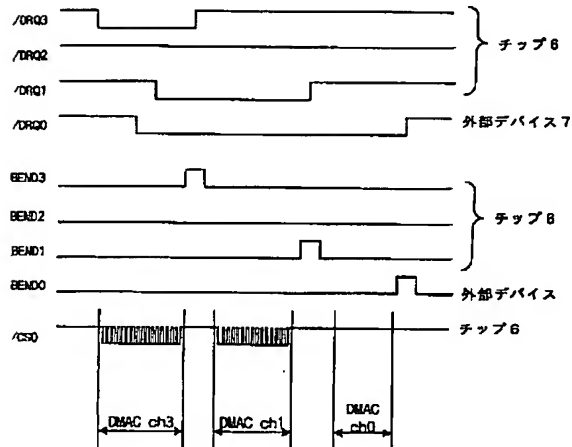 /DRQ3
/DRQ2
チップ6
/DRQ1
/DRQ0
外部デバイス7
BEND3
BEND2
チップ6
BEND1
BEND0
外部デバイス
/CS0
チップ6
DMAC ch3
DMAC ch1
DMAC
ch0